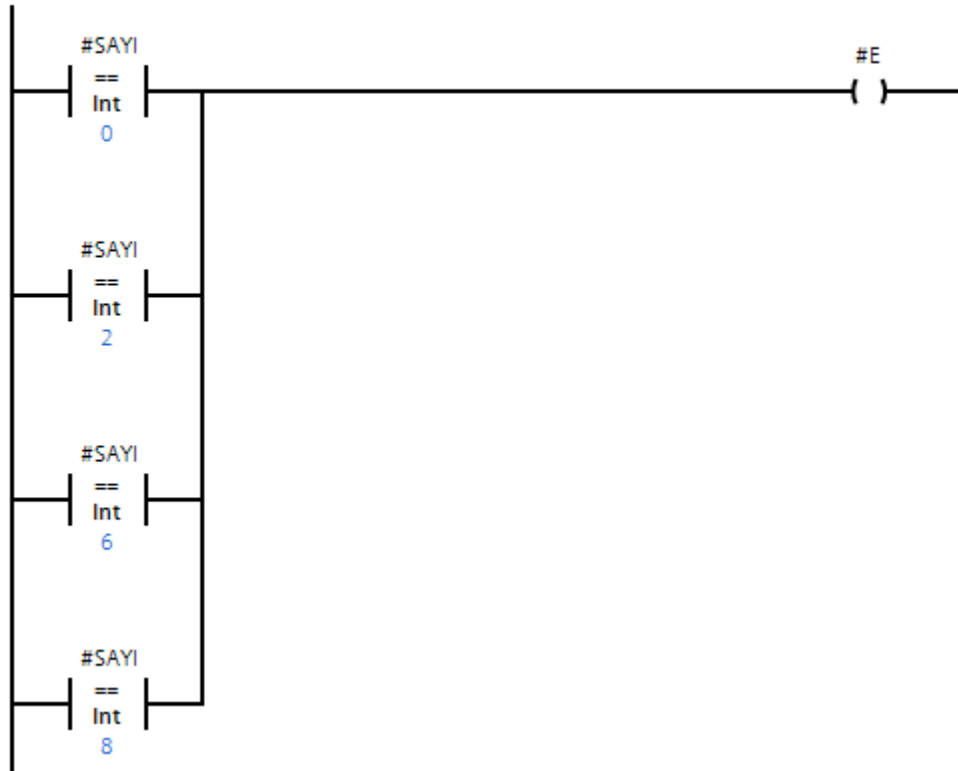 #SAYI
==
Int
0
#E
#SAYI
==
Int
2
#SAYI
==
Int
6
#SAYI
==
Int
8